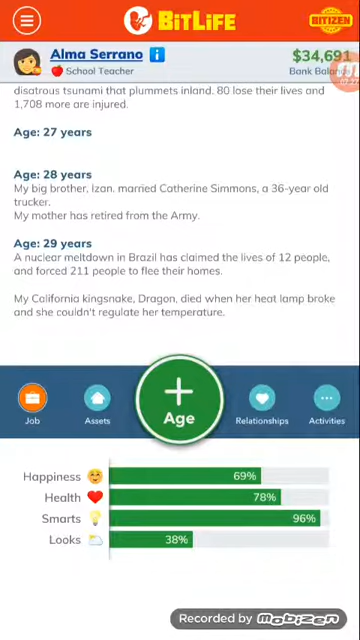 BITLIFE
BITIZEN
Alma Serrano i
$34,691
School Teacher
Bank Balance
disatrous tsunami that plummets inland. 80 lose their lives and
1,708 more are injured.
Age: 27 years
Age: 28 years
My big brother, Izan, married Catherine Simmons, a 36-year old
trucker.
My mother has retired from the Army.
Age: 29 years
A nuclear meltdown in Brazil has claimed the lives of 12 people,
and forced 211 people to flee their homes.
My California kingsnake, Dragon, died when her heat lamp broke
and she couldn't regulate her temperature.
+
Age
Job
Assets
Relationships
Activities
Happiness 69%
Health 78%
Smarts 96%
Looks 38%
Recorded by Mobizen